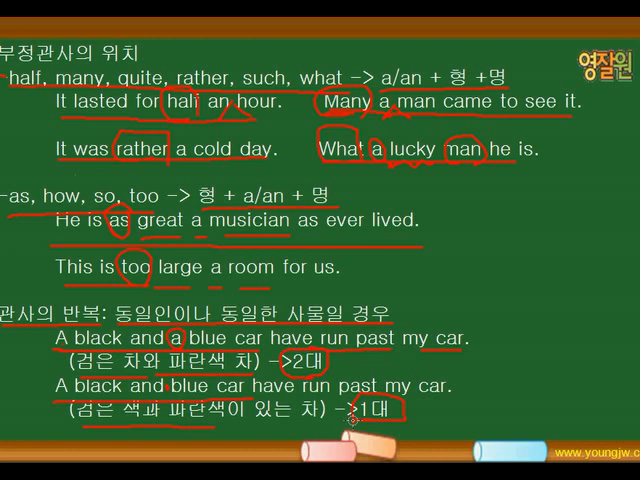 부정관사의 위치
영잘원
-half, many, quite, rather, such, what -> a/an + 형 +명
It lasted for half an hour. Many a man came to see it.
It was rather a cold day. What a lucky man he is.
-as, how, so, too -> 형 + a/an + 명
He is as great a musician as ever lived.
This is too large a room for us.
관사의 반복: 동일인이나 동일한 사물일 경우
A black and a blue car have run past my car.
(검은 차와 파란색 차) ->2대
A black and blue car have run past my car.
(검은 색과 파란색이 있는 차) ->1대
www.youngjw.c